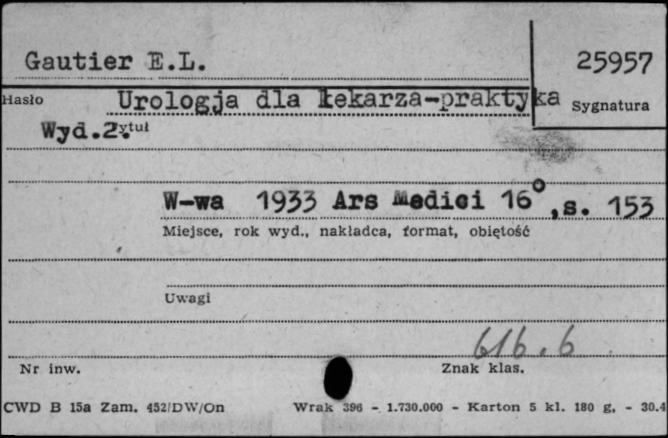 Gautier E.L.
25957
Hasło
Urologja dla lekarza-praktyka
Sygnatura
Wyd.2.
Tytuł
W-wa 1933 Ars Medici 16°, s. 153
Miejsce, rok wyd., nakładca, format, objętość
Uwagi
616.6
Nr inw.
Znak klas.
CWD B 15a Zam. 452/DW/On
Wrak 396 - 1.730.000 - Karton 5 kl. 180 g, - 30.4